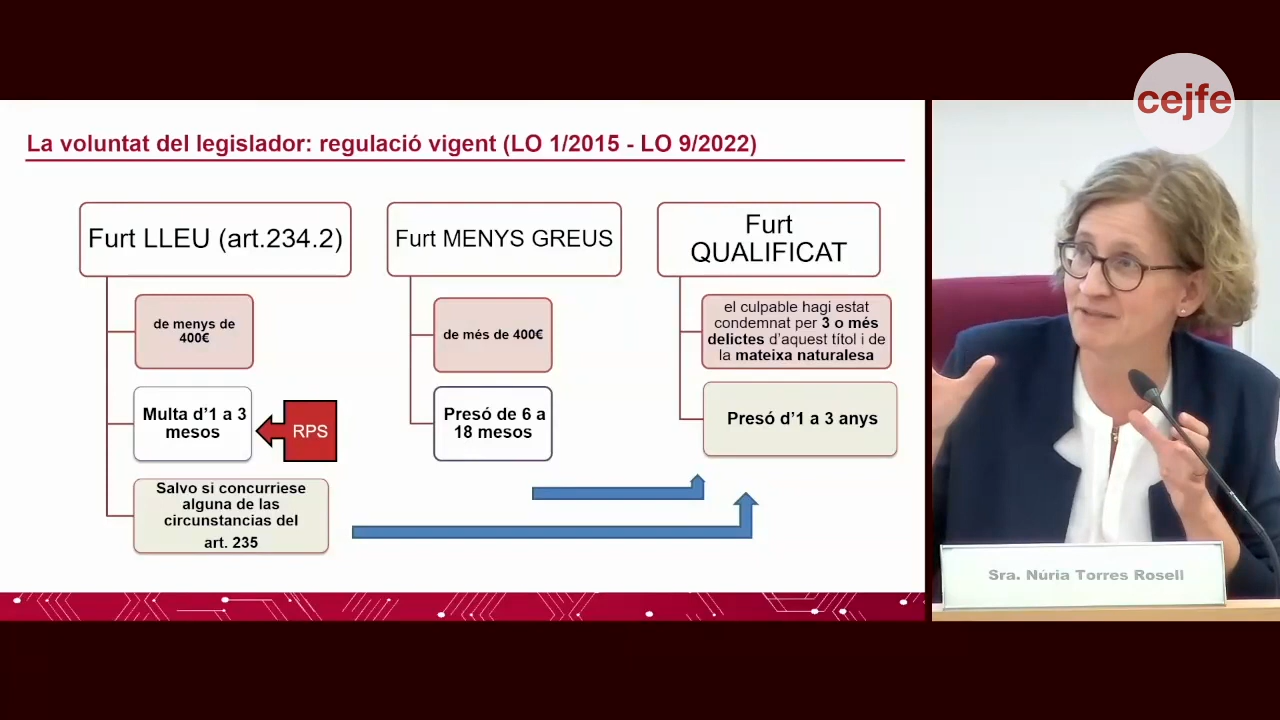 cejfe
La voluntat del legislador: regulació vigent (LO 1/2015 - LO 9/2022)
Furt LLEU (art.234.2)
de menys de
400€
Multa d'1 a 3
mesos
RPS
Salvo si concurriese
alguna de las
circunstancias del
art. 235
Furt MENYS GREUS
de més de 400€
Presó de 6 a
18 mesos
Furt
QUALIFICAT
el culpable hagi estat
condemnat per 3 o més
delictes d'aquest títol i de
la mateixa naturalesa
Presó d'1 a 3 anys
Sra. Núria Torres Rosell